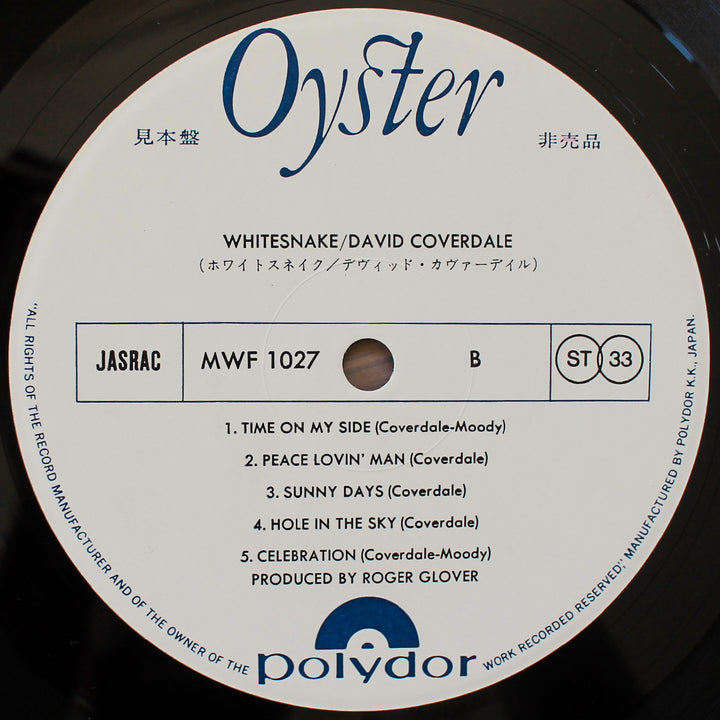 Oyster
見本盤
非売品
WHITESNAKE/DAVID COVERDALE
(ホワイトスネイク/デヴィッド・カヴァーデイル)
JASRAC
MWF 1027
B
ST 33
1. TIME ON MY SIDE (Coverdale-Moody)
2. PEACE LOVIN' MAN (Coverdale)
3. SUNNY DAYS (Coverdale)
4. HOLE IN THE SKY (Coverdale)
5. CELEBRATION (Coverdale-Moody)
PRODUCED BY ROGER GLOVER
polydor
"ALL RIGHTS OF THE RECORD MANUFACTURER AND OF THE OWNER OF THE WORK RECORDED RESERVED," MANUFACTURED BY POLYDOR K.K., JAPAN.